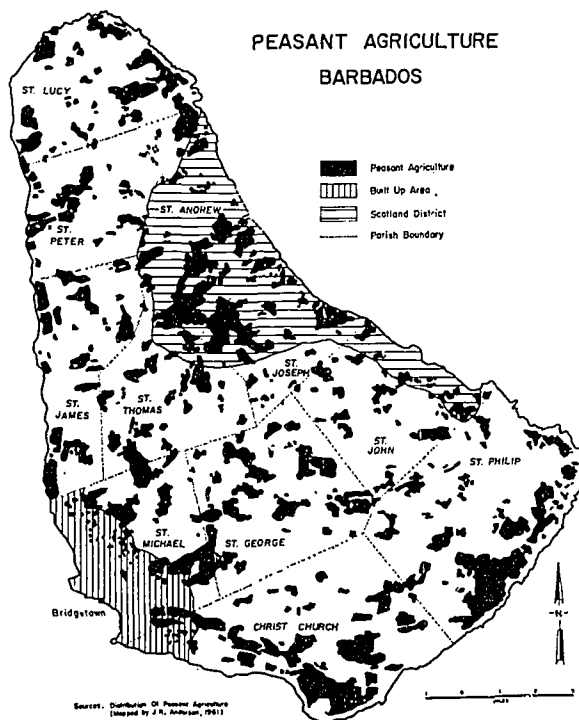 PEASANT AGRICULTURE
BARBADOS
Peasant Agriculture
Built Up Area
Scotland District
Parish Boundary
ST. LUCY
ST. ANDREW
ST.
PETER
ST.
JOSEPH
ST.
JAMES
ST.
THOMAS
ST.
JOHN
ST. PHILIP
ST.
MICHAEL
ST. GEORGE
Bridgetown
CHRIST CHURCH
N
Sources. Distribution Of Peasant Agriculture
(Mapped by J.R. Anderson, 1961)